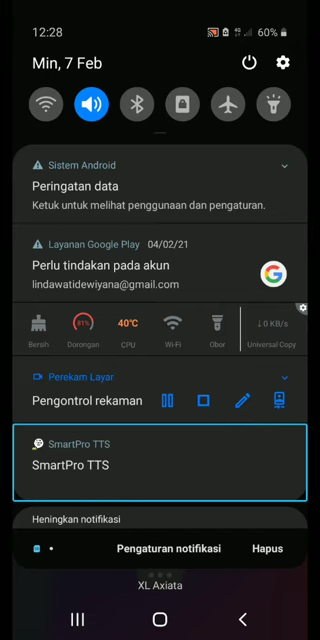 12:28
60%
Min, 7 Feb
Sistem Android
Peringatan data
Ketuk untuk melihat penggunaan dan pengaturan.
Layanan Google Play 04/02/21
Perlu tindakan pada akun
lindawatidewiyana@gmail.com
81% 40°C ↓0 KB/s
Bersih Dorongan CPU Wi-Fi Obor Universal Copy
Perekam Layar
Pengontrol rekaman
SmartPro TTS
SmartPro TTS
Heningkan notifikasi
Pengaturan notifikasi Hapus
XL Axiata